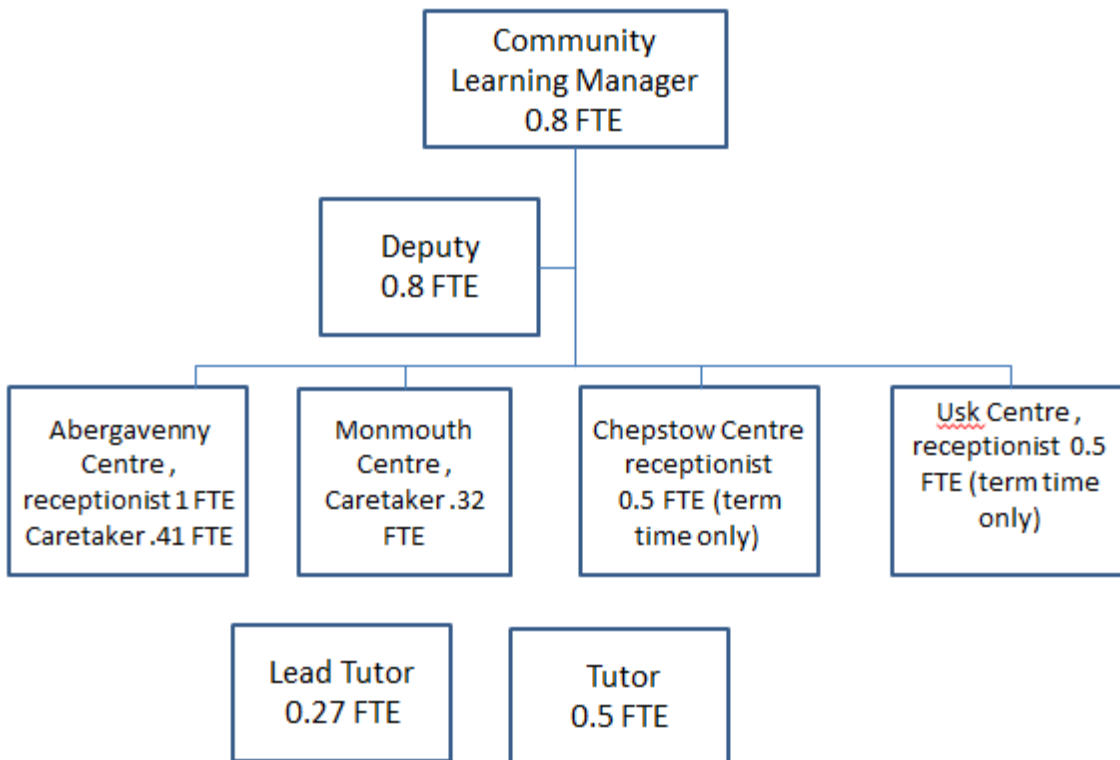 Community
Learning Manager
0.8 FTE
Deputy
0.8 FTE
Abergavenny
Centre ,
receptionist 1 FTE
Caretaker .41 FTE
Monmouth
Centre ,
Caretaker .32
FTE
Chepstow Centre
receptionist
0.5 FTE (term
time only)
Usk Centre ,
receptionist 0.5
FTE (term time
only)
Lead Tutor
0.27 FTE
Tutor
0.5 FTE